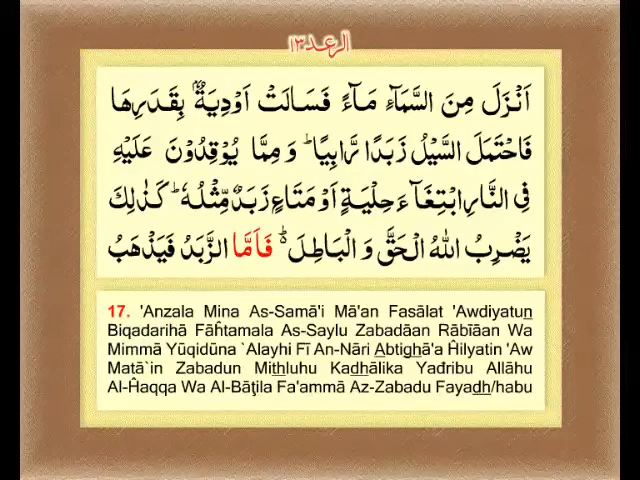 الرعد ١٣
اَنْزَلَ مِنَ السَّمَآءِ مَآءً فَسَالَتْ اَوْدِيَةٌۢ بِقَدَرِهَا
فَاحْتَمَلَ السَّيْلُ زَبَدًا رَّابِيًا ؕ وَ مِمَّا يُوْقِدُوْنَ عَلَيْهِ
فِى النَّارِ ابْتِغَآءَ حِلْيَةٍ اَوْ مَتَاعٍ زَبَدٌ مِّثْلُهٗ ؕ كَذٰلِكَ
يَضْرِبُ اللّٰهُ الْحَقَّ وَ الْبَاطِلَ ۬ؕ فَاَمَّا الزَّبَدُ فَيَذْهَبُ
17. 'Anzala Mina As-Samā'i Mā'an Fasālat 'Awdiyatun
Biqadarihā Fāĥtamala As-Saylu Zabadāan Rābīāan Wa
Mimmā Yūqidūna `Alayhi Fī An-Nāri Abtighā'a Ĥilyatin 'Aw
Matā`in Zabadun Mithluhu Kadhālika Yađribu Allāhu
Al-Ĥaqqa Wa Al-Bāţila Fa'ammā Az-Zabadu Fayadh/habu